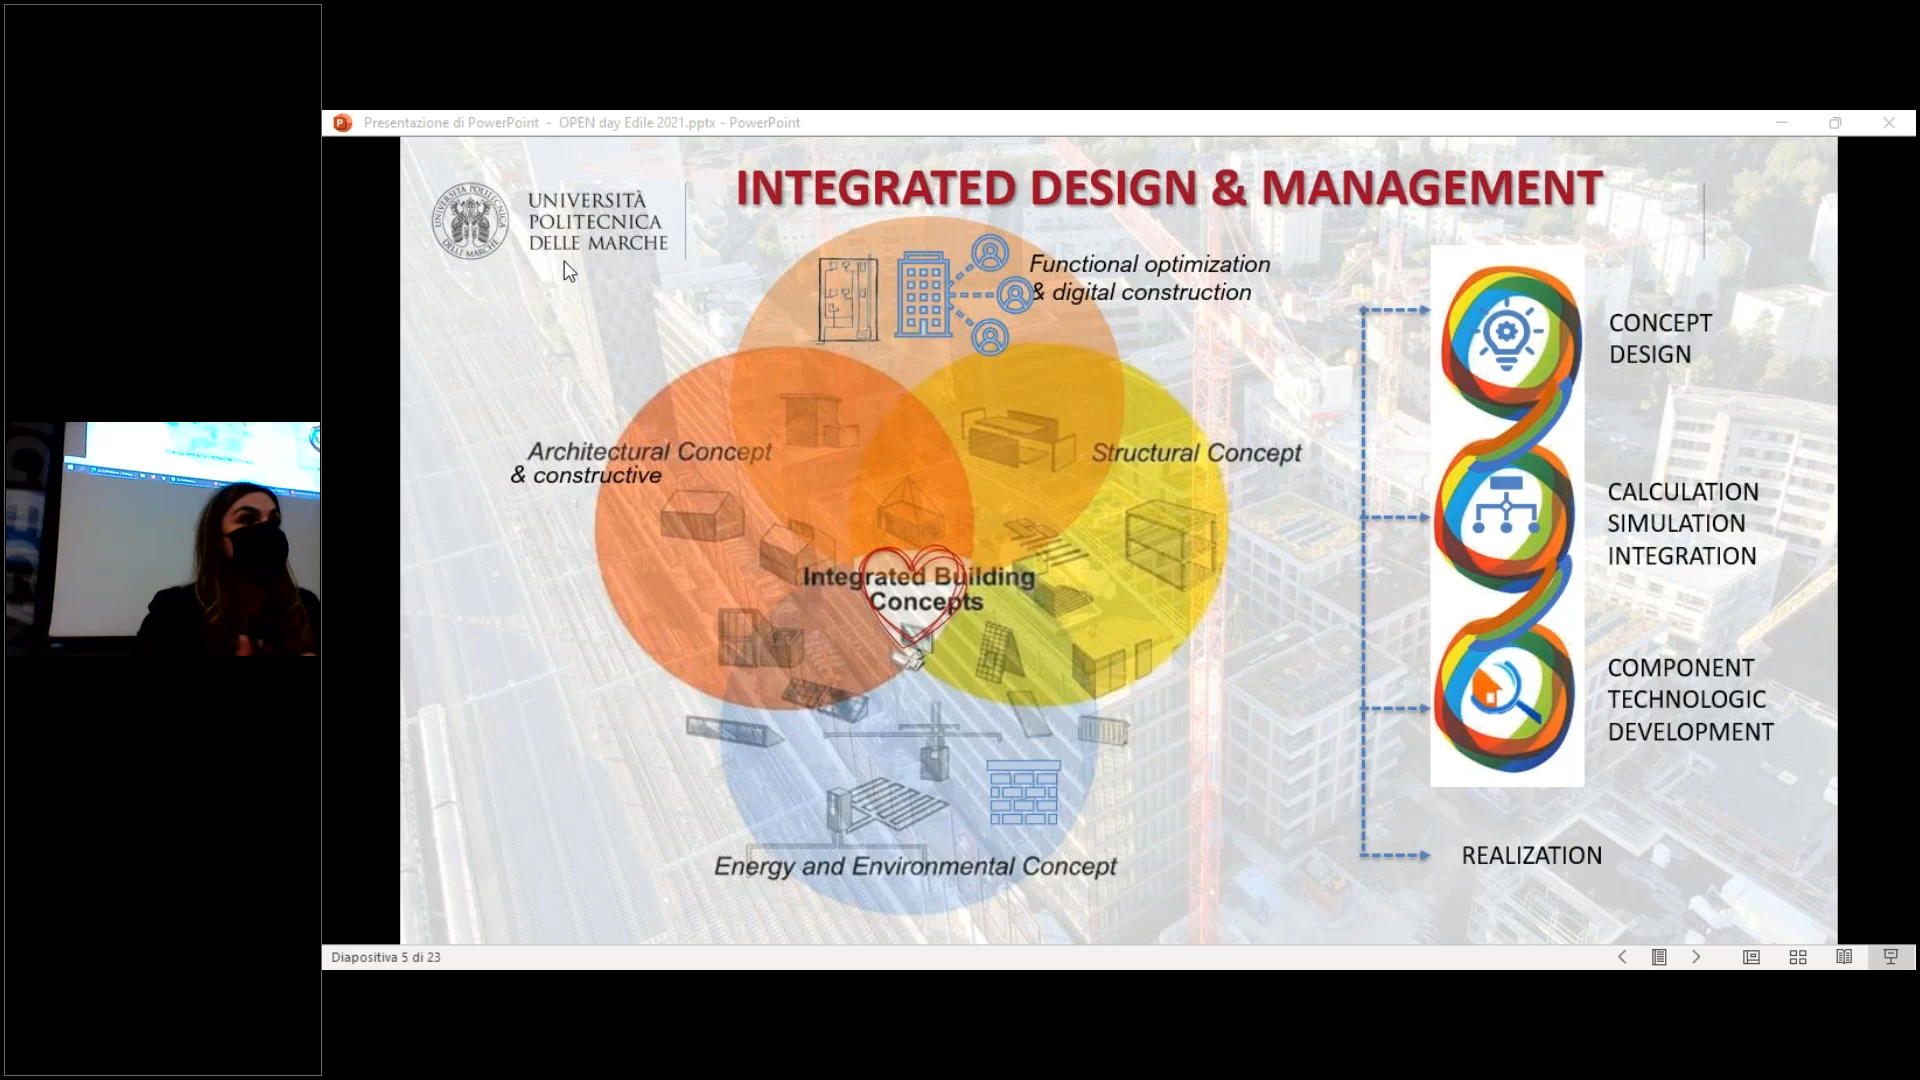 Presentazione di PowerPoint - OPEN day Edile 2021.pptx - PowerPoint
UNIVERSITÀ
POLITECNICA
DELLE MARCHE
INTEGRATED DESIGN & MANAGEMENT
Functional optimization
& digital construction
Architectural Concept
& constructive
Structural Concept
Integrated Building
Concepts
Energy and Environmental Concept
CONCEPT
DESIGN
CALCULATION
SIMULATION
INTEGRATION
COMPONENT
TECHNOLOGIC
DEVELOPMENT
REALIZATION
Diapositiva 5 di 23